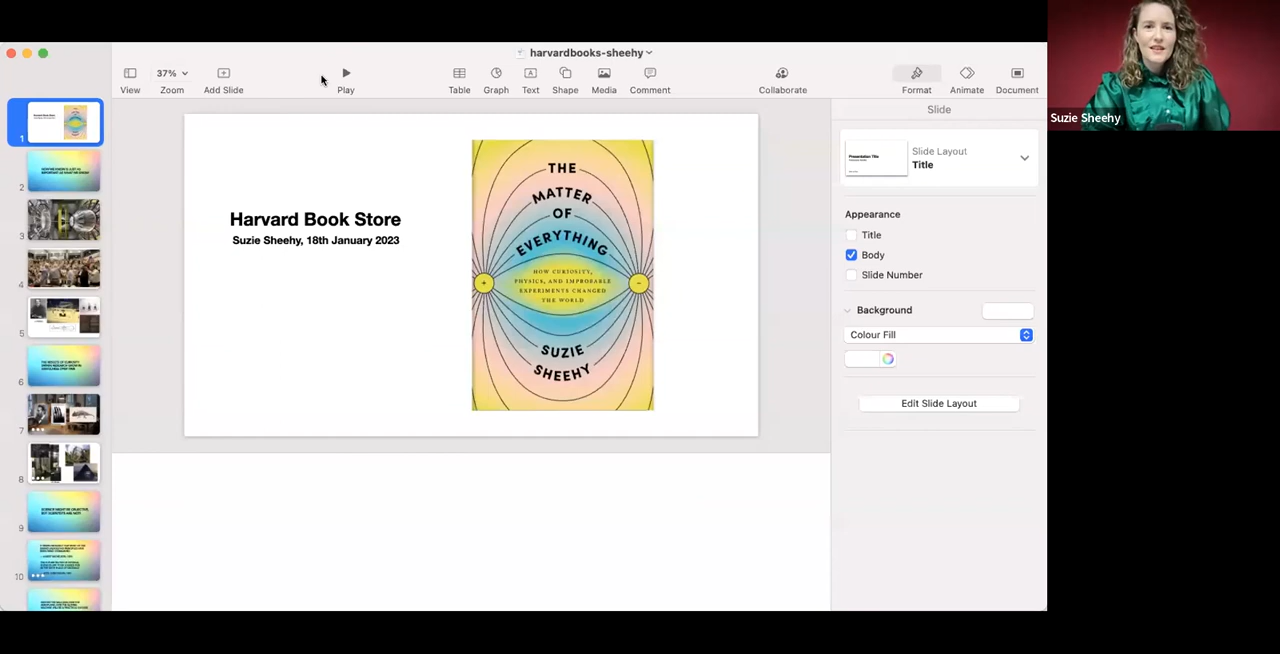 harvardbooks-sheehy
37%
View
Zoom
Add Slide
Play
Table
Graph
Text
Shape
Media
Comment
Collaborate
Format
Animate
Document
Suzie Sheehy
1
2
3
4
5
6
7
8
9
10
Harvard Book Store
Suzie Sheehy, 18th January 2023
THE
MATTER
OF
EVERYTHING
HOW CURIOSITY,
PHYSICS, AND IMPROBABLE
EXPERIMENTS CHANGED
THE WORLD
SUZIE
SHEEHY
Slide
Presentation Title
Slide Layout
Title
Appearance
Title
Body
Slide Number
Background
Colour Fill
Edit Slide Layout